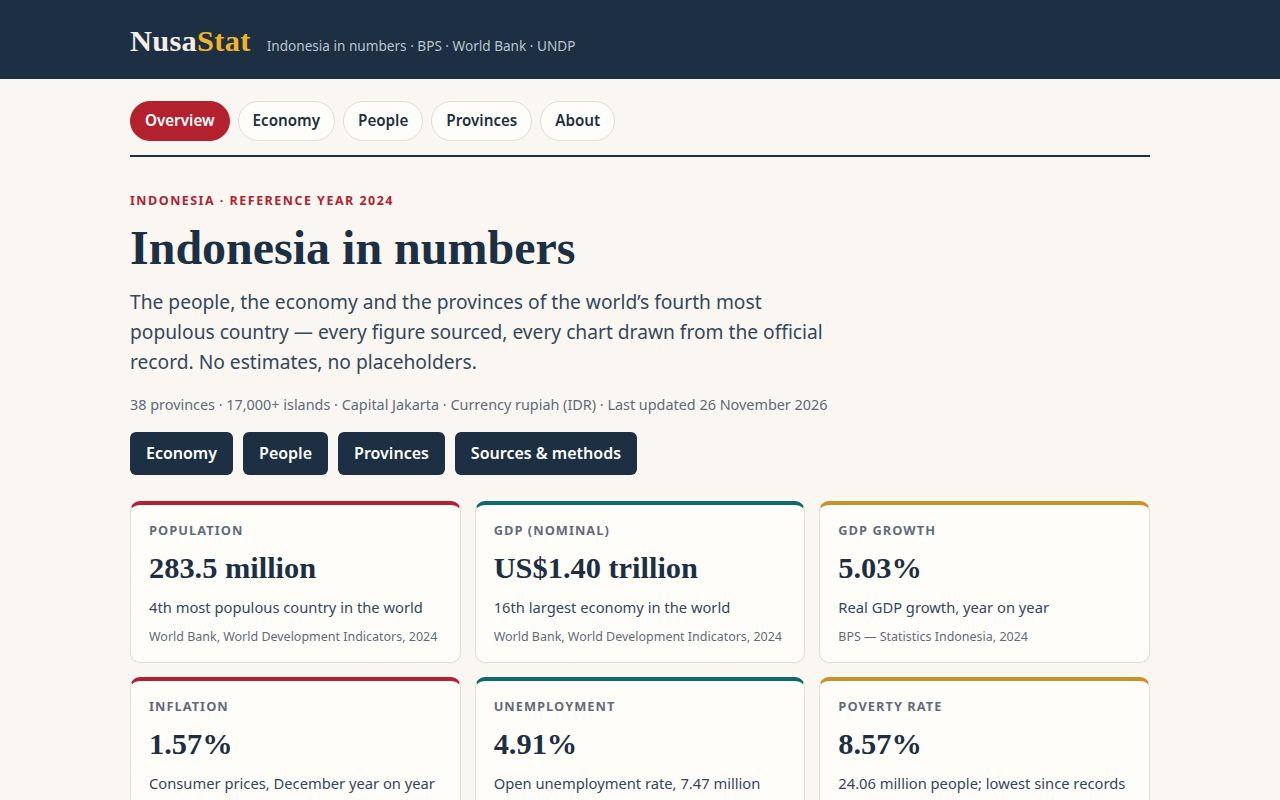 NusaStat
Indonesia in numbers · BPS · World Bank · UNDP
Overview
Economy
People
Provinces
About
INDONESIA · REFERENCE YEAR 2024
Indonesia in numbers
The people, the economy and the provinces of the world’s fourth most
populous country — every figure sourced, every chart drawn from the official
record. No estimates, no placeholders.
38 provinces · 17,000+ islands · Capital Jakarta · Currency rupiah (IDR) · Last updated 26 November 2026
Economy
People
Provinces
Sources & methods
POPULATION
283.5 million
4th most populous country in the world
World Bank, World Development Indicators, 2024
GDP (NOMINAL)
US$1.40 trillion
16th largest economy in the world
World Bank, World Development Indicators, 2024
GDP GROWTH
5.03%
Real GDP growth, year on year
BPS — Statistics Indonesia, 2024
INFLATION
1.57%
Consumer prices, December year on year
UNEMPLOYMENT
4.91%
Open unemployment rate, 7.47 million
POVERTY RATE
8.57%
24.06 million people; lowest since records